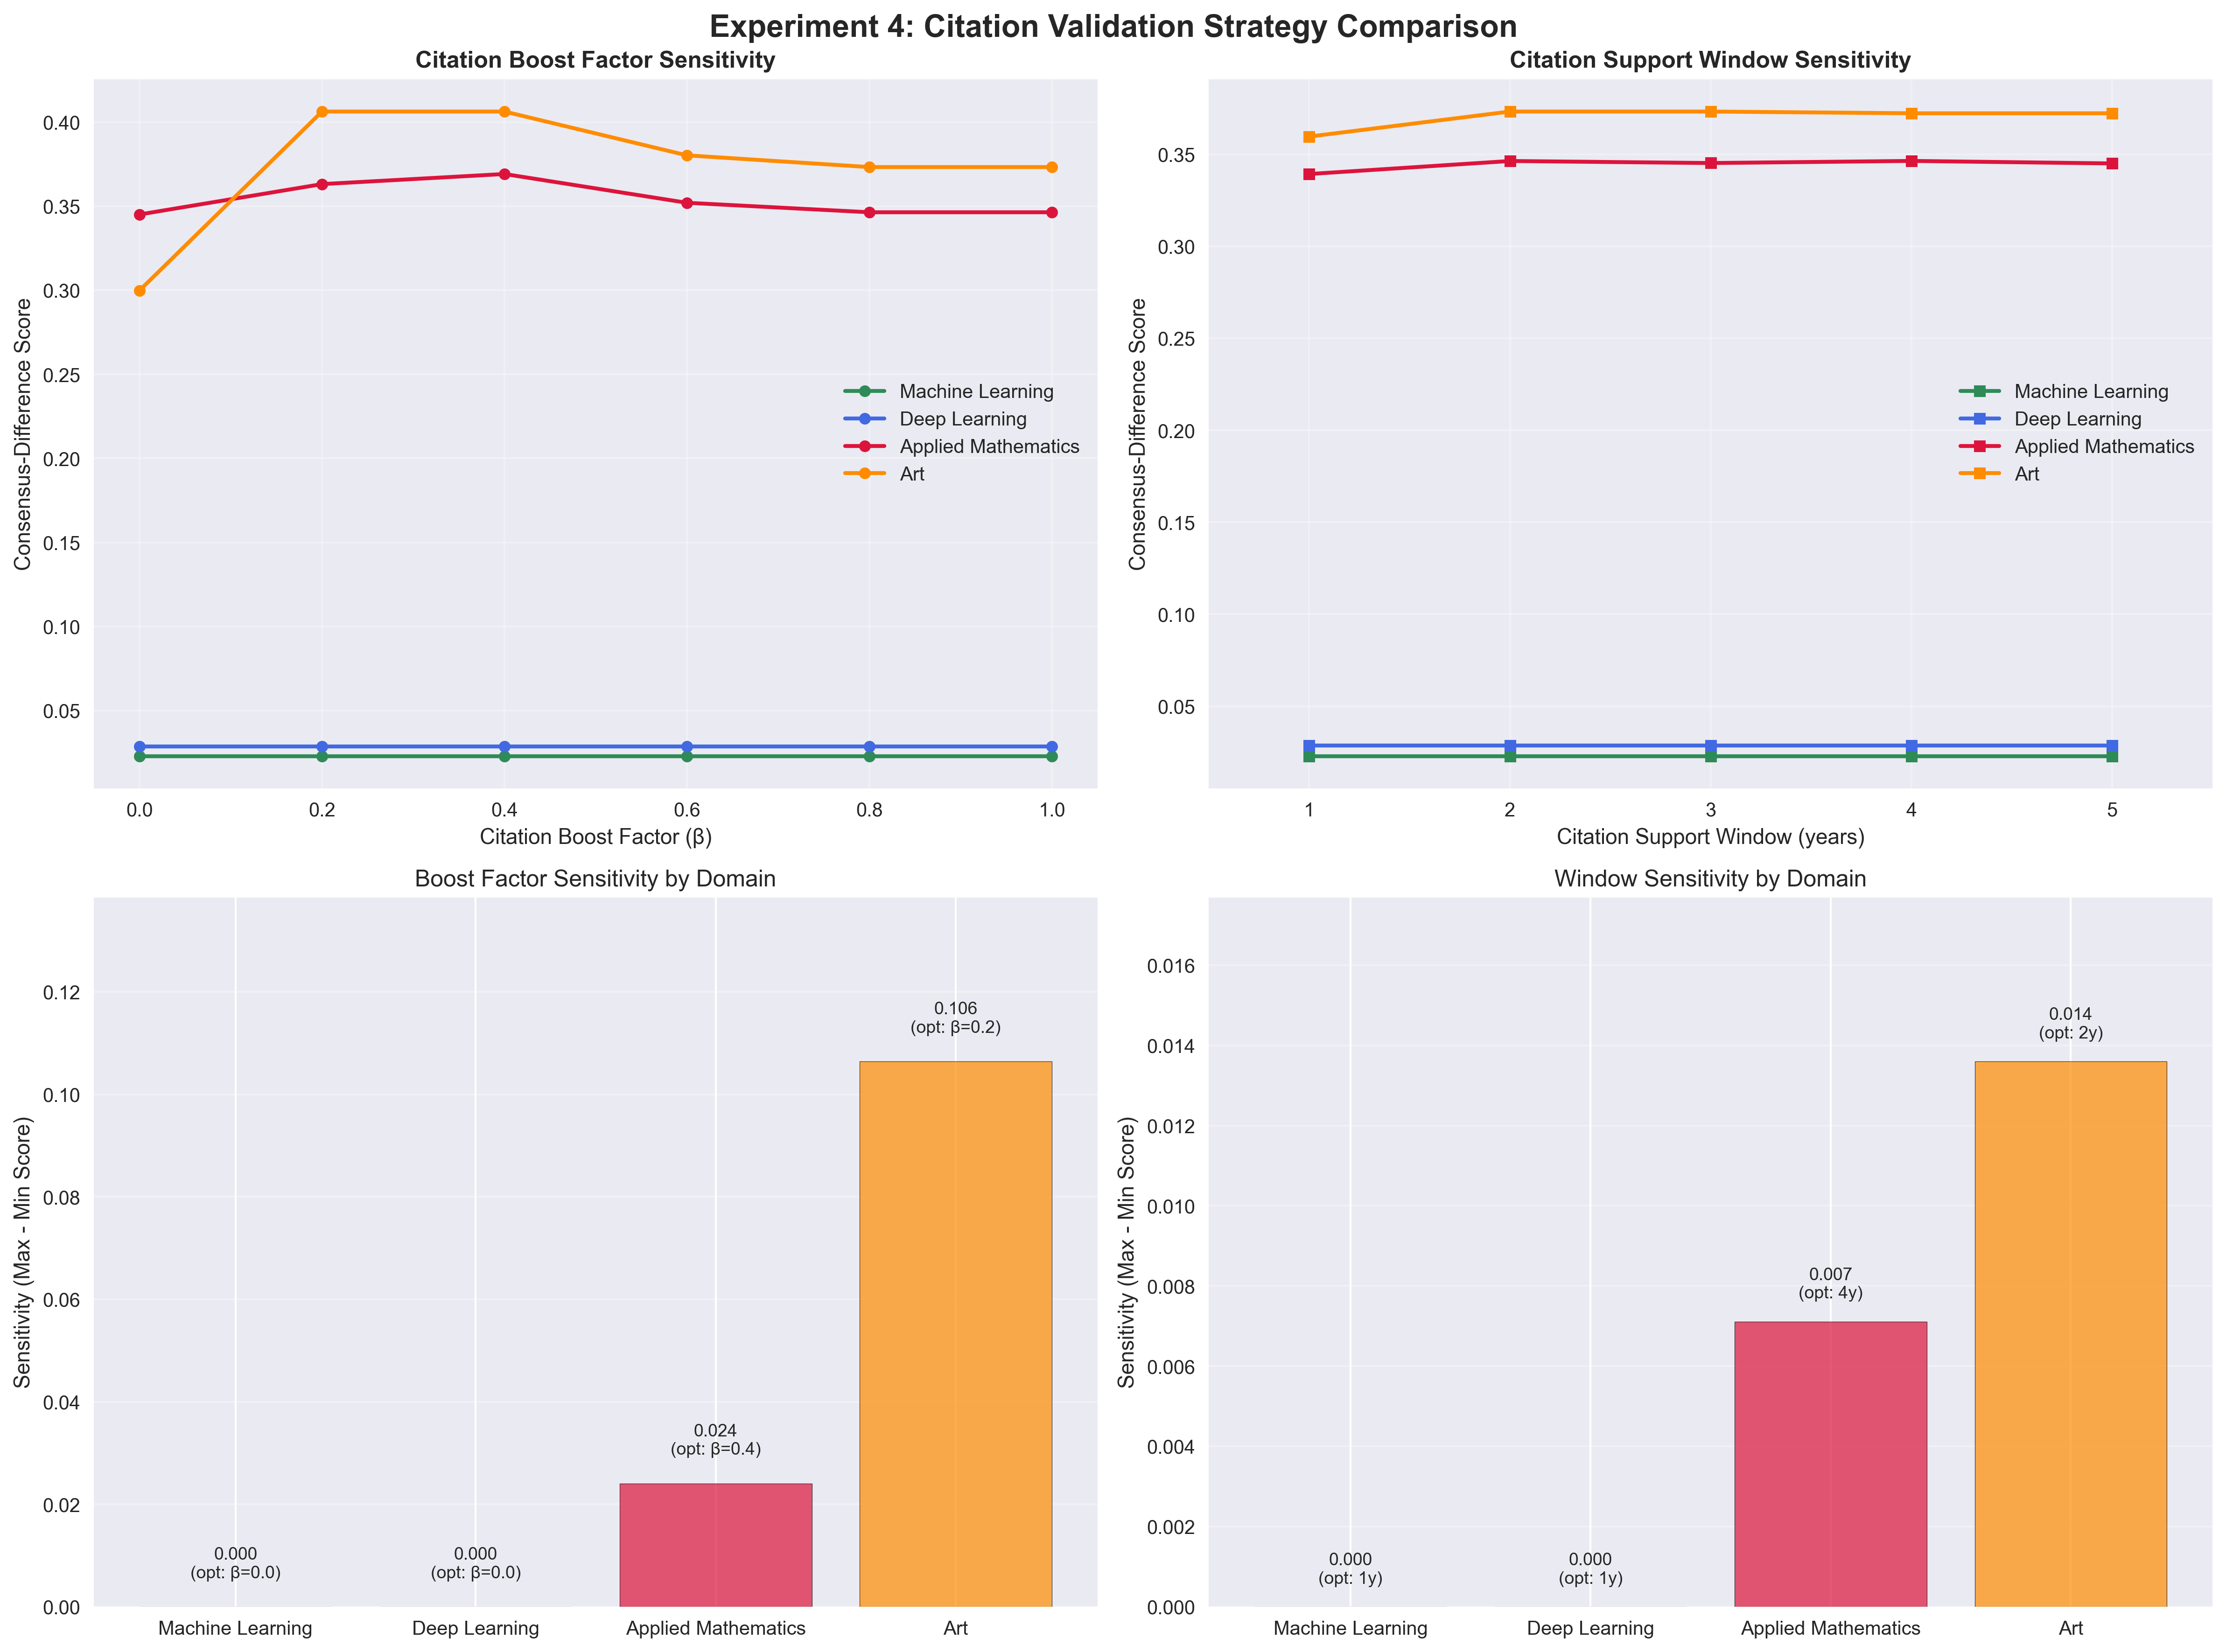 Experiment 4: Citation Validation Strategy Comparison
Citation Boost Factor Sensitivity
Consensus-Difference Score
0.40
0.35
0.30
0.25
0.20
0.15
0.10
0.05
Machine Learning
Deep Learning
Applied Mathematics
Art
0.0 0.2 0.4 0.6 0.8 1.0
Citation Boost Factor (β)
Citation Support Window Sensitivity
Consensus-Difference Score
0.35
0.30
0.25
0.20
0.15
0.10
0.05
Machine Learning
Deep Learning
Applied Mathematics
Art
1 2 3 4 5
Citation Support Window (years)
Boost Factor Sensitivity by Domain
Sensitivity (Max - Min Score)
0.12
0.10
0.08
0.06
0.04
0.02
0.00
0.000
(opt: β=0.0)
0.000
(opt: β=0.0)
0.024
(opt: β=0.4)
0.106
(opt: β=0.2)
Machine Learning Deep Learning Applied Mathematics Art
Window Sensitivity by Domain
Sensitivity (Max - Min Score)
0.016
0.014
0.012
0.010
0.008
0.006
0.004
0.002
0.000
0.000
(opt: 1y)
0.000
(opt: 1y)
0.007
(opt: 4y)
0.014
(opt: 2y)
Machine Learning Deep Learning Applied Mathematics Art